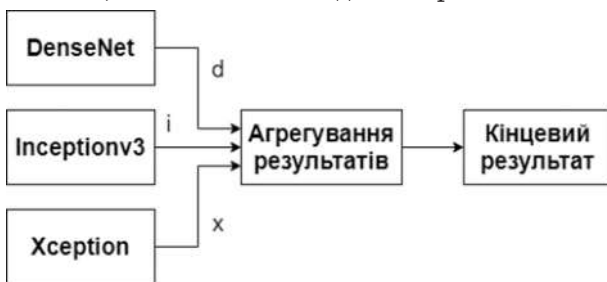 DenseNet
d
i
Inceptionv3
Агрегування
результатів
Кінцевий
результат
x
Xception